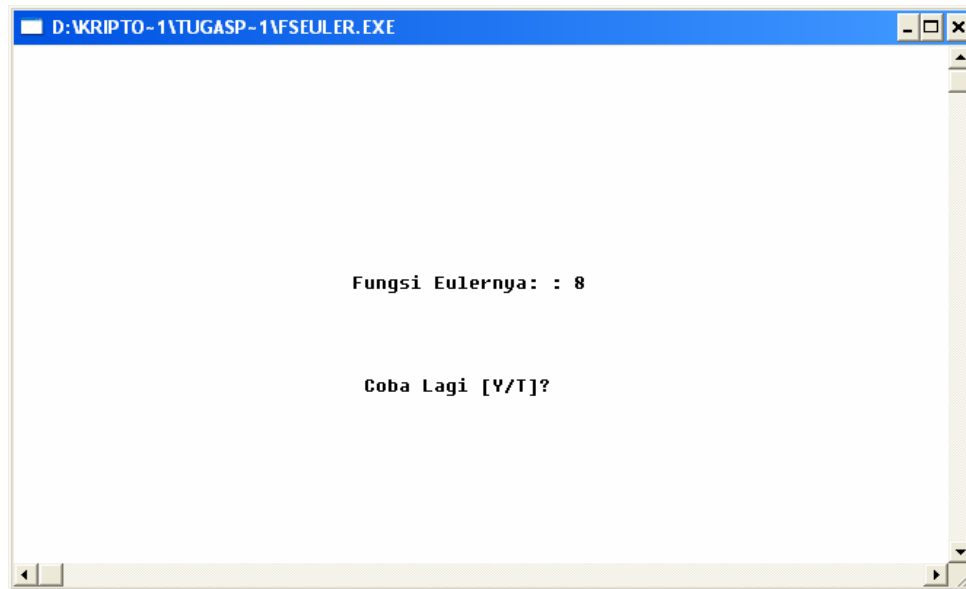 D:\KRIPTO~1\TUGASP~1\FSEULER.EXE
Fungsi Eulernya: : 8
Coba Lagi [Y/T]?